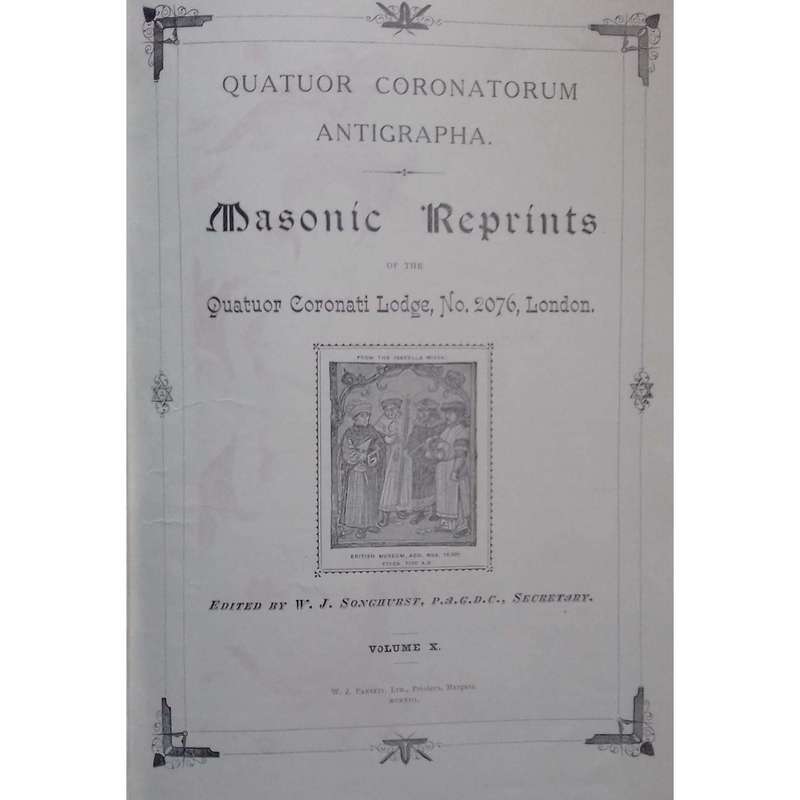 QUATUOR CORONATORUM
ANTIGRAPHA.
Masonic Reprints
OF THE
Quatuor Coronati Lodge, No. 2076, London.
FROM THE ISABELLA MISSAL
BRITISH MUSEUM, ADD. MSS., 18,851
CIRCA 1500 A.D.
EDITED BY W. J. SONGHURST, P.A.G.D.C., SECRETARY.
VOLUME X.
W. J. PARRETT, LTD., Printers, Margate.